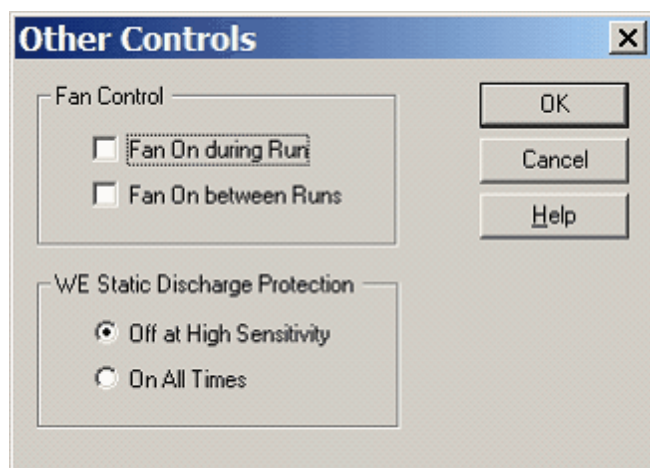 Other Controls
Fan Control
Fan On during Run
Fan On between Runs
OK
Cancel
Help
WE Static Discharge Protection
Off at High Sensitivity
On All Times